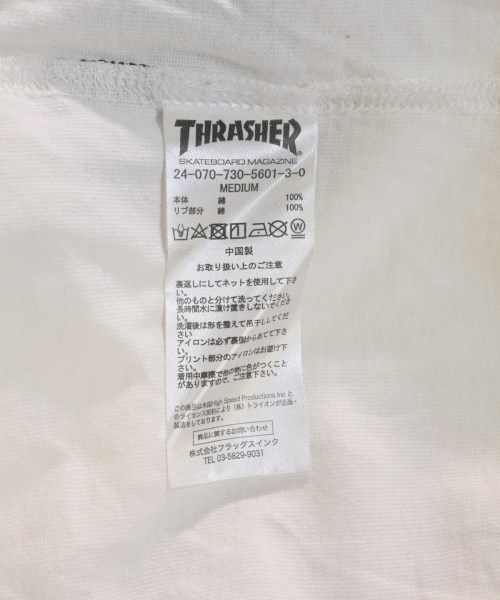 THRASHER
SKATEBOARD MAGAZINE
24-070-730-5601-3-0
MEDIUM
本体 綿 100%
リブ部分 綿 100%
中国製
お取り扱い上のご注意
裏返しにしてネットを使用して下さ
い。
他のものと分けて洗ってください。
長時間水に漬け置きしないでくださ
い。
洗濯後は形を整えて吊干ししてくだ
さい
アイロンは必ず裏側からあてて下さ
い。
プリント部分のアイロンはお避け下
さい。
着用中摩擦で他の物に色がつくこと
がありますので、ご注意下さい。
この商品は米国High Speed Productions Inc と
のライセンス契約により（株）トライオンが企画・
製造をしております。
商品に関するお問い合わせ
株式会社フラッグスインク
TEL 03-5829-9031